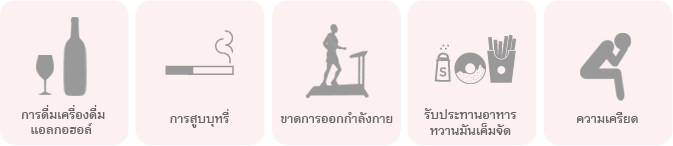 การดื่มเครื่องดื่ม
แอลกอฮอล์
การสูบบุหรี่
ขาดการออกกำลังกาย
S
รับประทานอาหาร
หวานมันเค็มจัด
ความเครียด